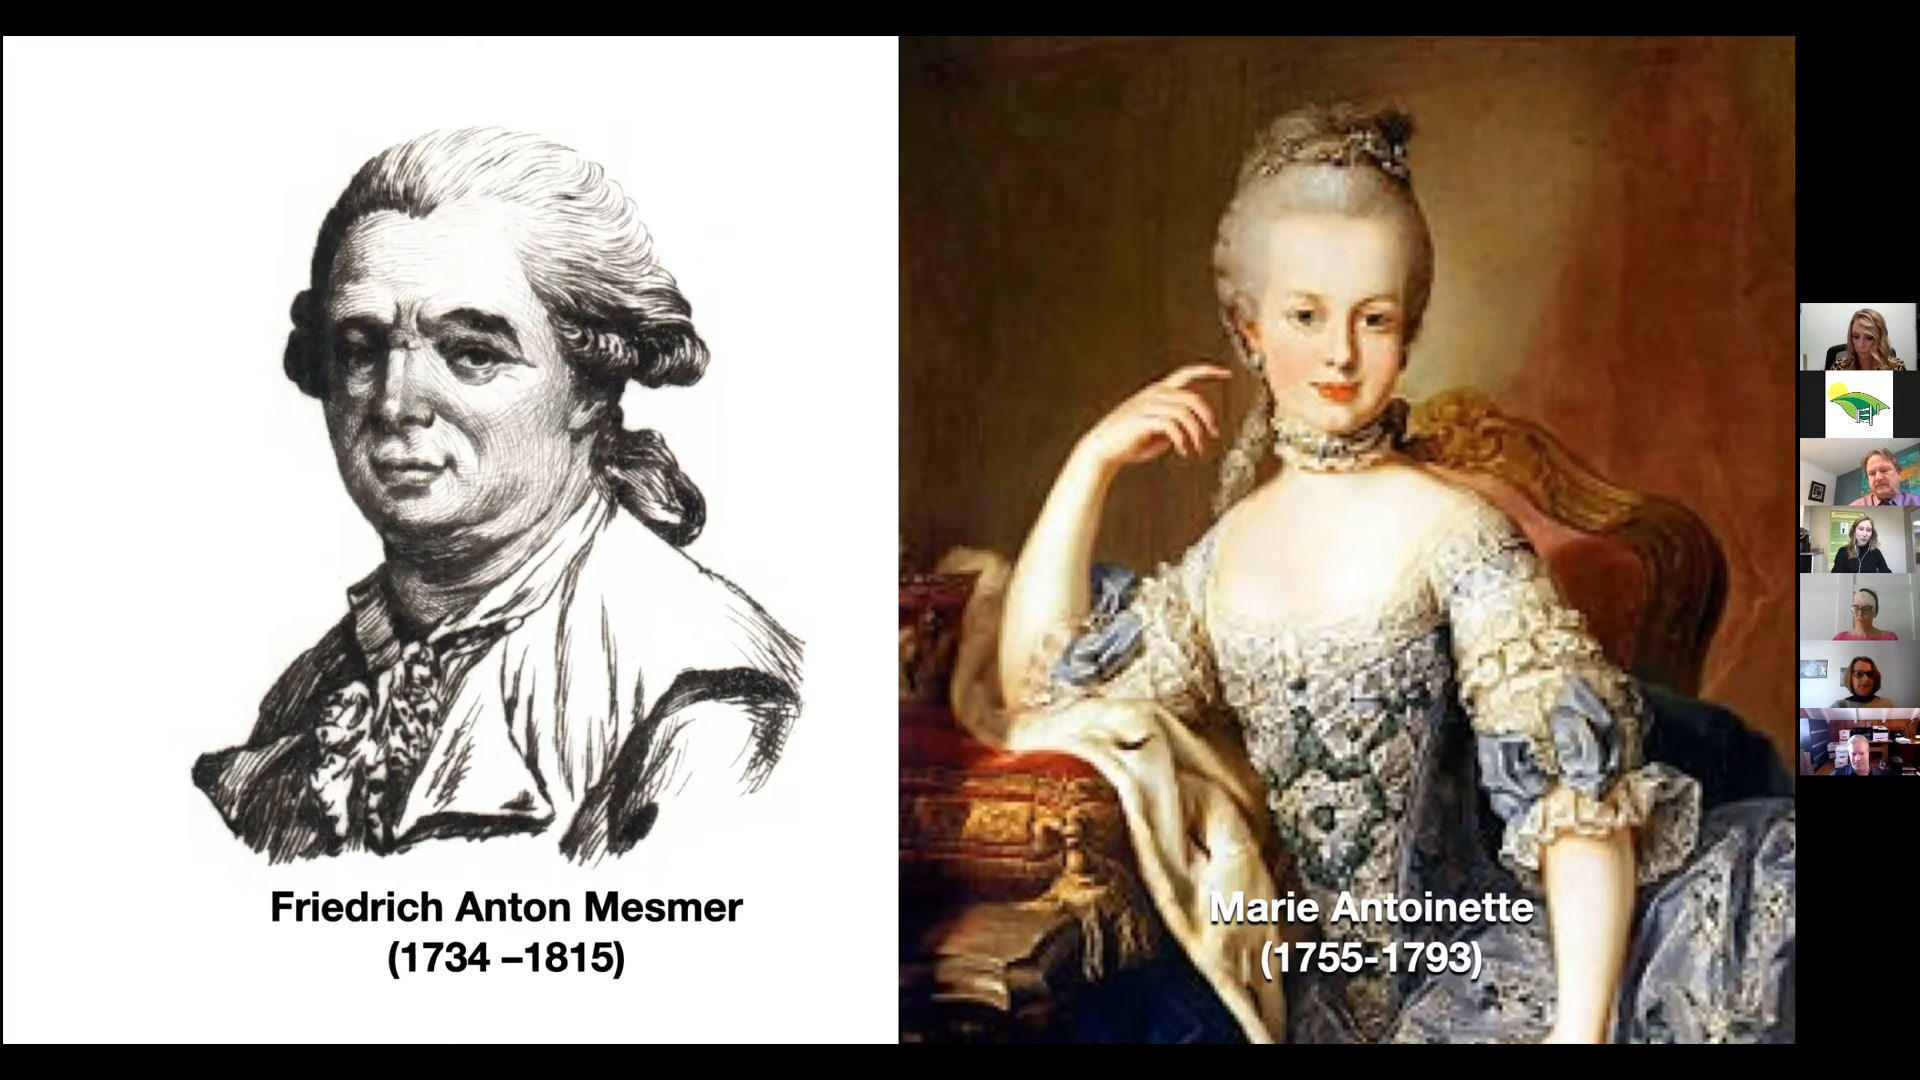 Friedrich Anton Mesmer
(1734 –1815)
Marie Antoinette
(1755-1793)